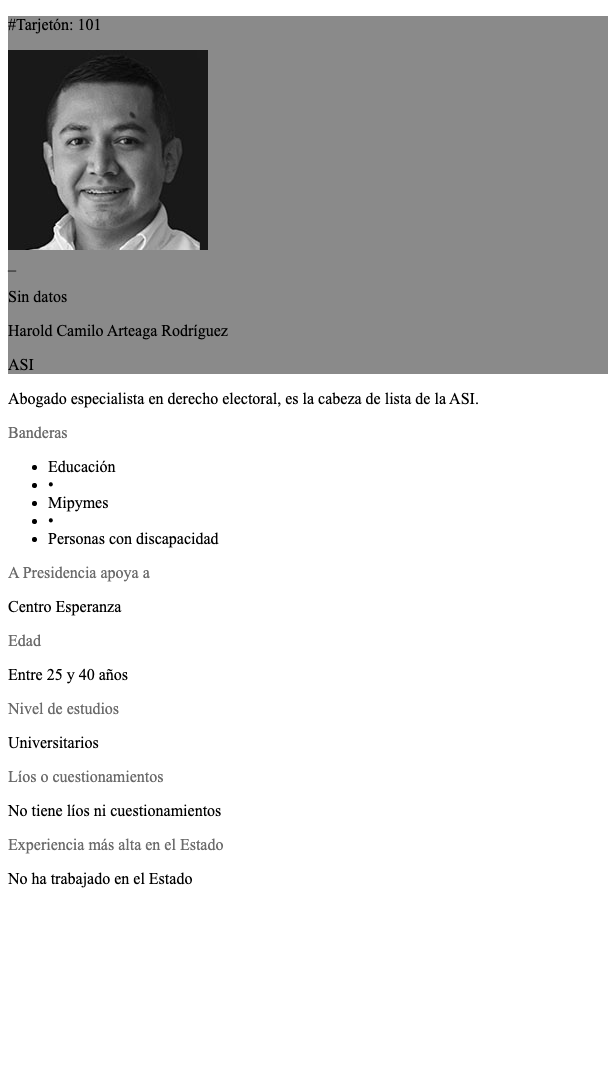 #Tarjetón: 101
_
Sin datos
Harold Camilo Arteaga Rodríguez
ASI
Abogado especialista en derecho electoral, es la cabeza de lista de la ASI.
Banderas
• Educación
• •
• Mipymes
• •
• Personas con discapacidad
A Presidencia apoya a
Centro Esperanza
Edad
Entre 25 y 40 años
Nivel de estudios
Universitarios
Líos o cuestionamientos
No tiene líos ni cuestionamientos
Experiencia más alta en el Estado
No ha trabajado en el Estado